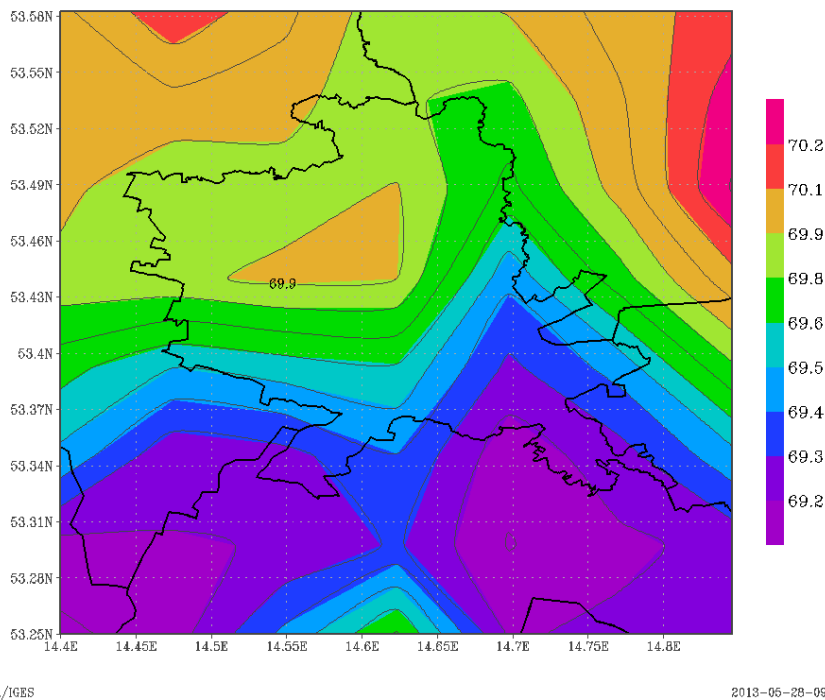 53.58N
53.55N
53.52N
53.49N
53.46N
53.43N
53.4N
53.37N
53.34N
53.31N
53.28N
53.25N
14.4E 14.45E 14.5E 14.55E 14.6E 14.65E 14.7E 14.75E 14.8E
69.9
70.2
70.1
69.9
69.8
69.6
69.5
69.4
69.3
69.2
/IGES
2013-05-28-09